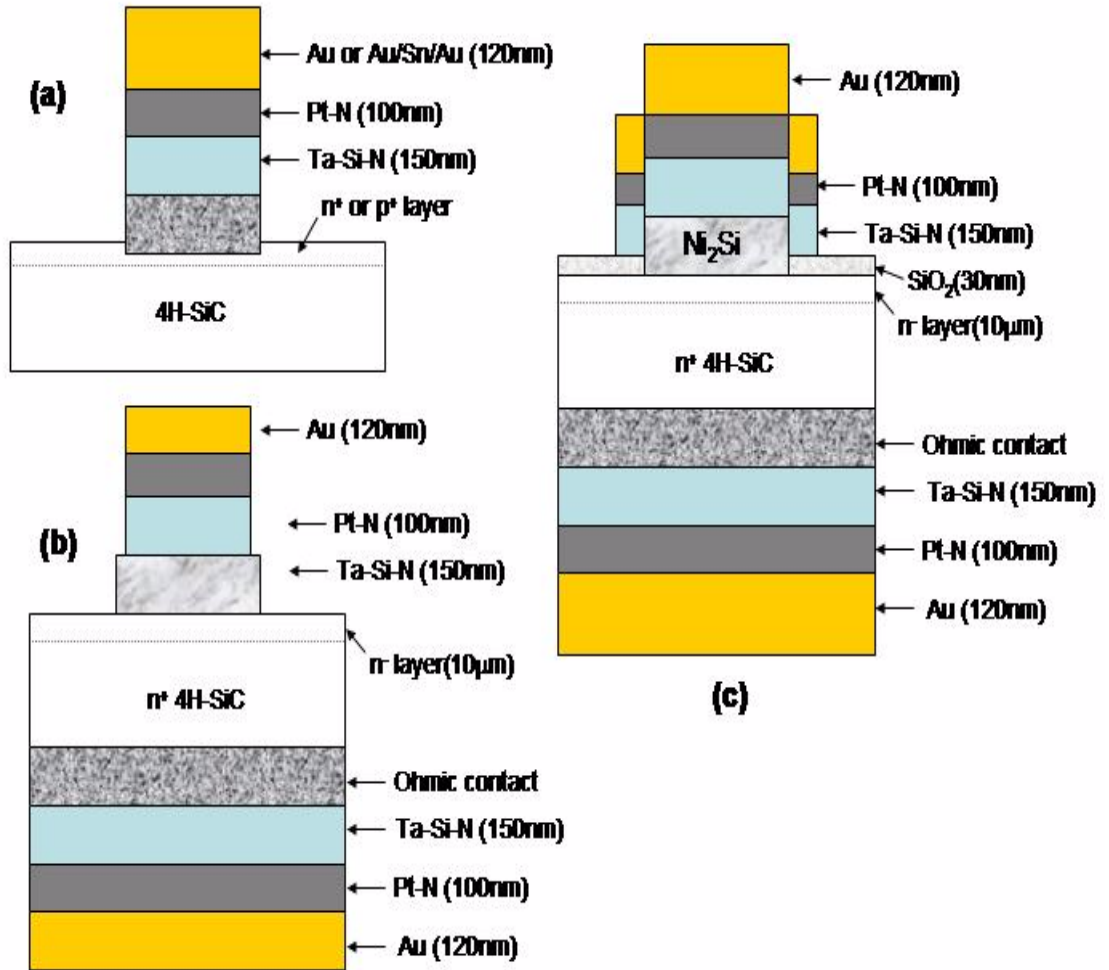 (a)
Au or Au/Sn/Au (120nm)
Pt-N (100nm)
Ta-Si-N (150nm)
n⁺ or p⁺ layer
4H-SiC
(b)
Au (120nm)
Pt-N (100nm)
Ta-Si-N (150nm)
n⁻ layer(10µm)
n⁺ 4H-SiC
Ohmic contact
Ta-Si-N (150nm)
Pt-N (100nm)
Au (120nm)
(c)
Au (120nm)
Pt-N (100nm)
Ta-Si-N (150nm)
Ni₂Si
SiO₂(30nm)
n⁻ layer(10µm)
n⁺ 4H-SiC
Ohmic contact
Ta-Si-N (150nm)
Pt-N (100nm)
Au (120nm)